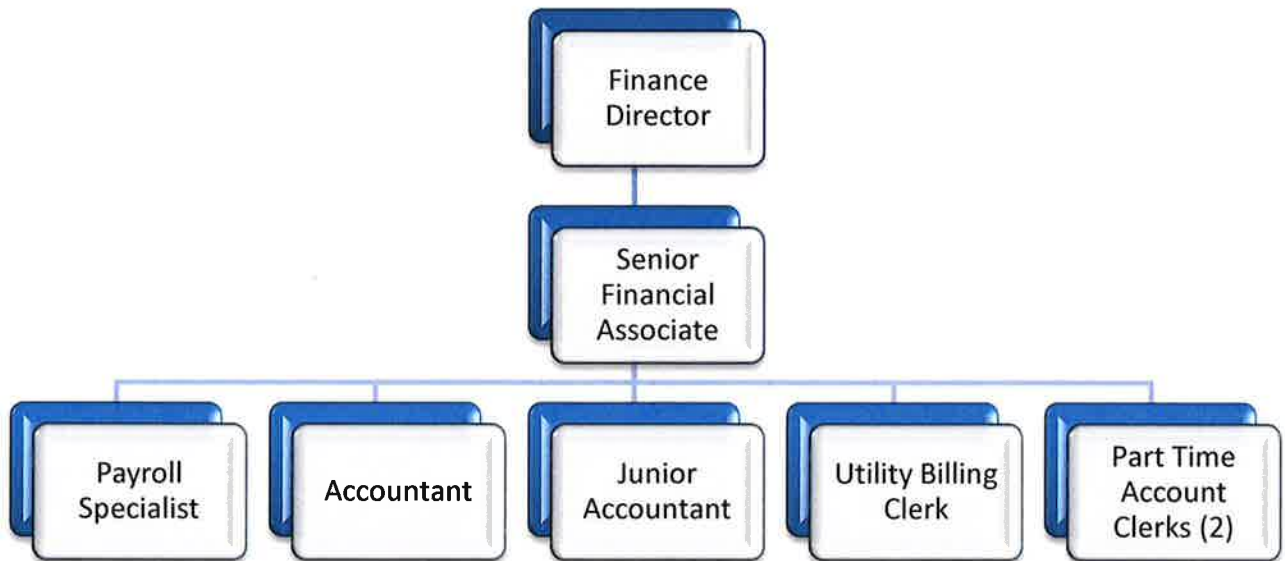 Finance
Director
Senior
Financial
Associate
Payroll
Specialist
Accountant
Junior
Accountant
Utility Billing
Clerk
Part Time
Account
Clerks (2)